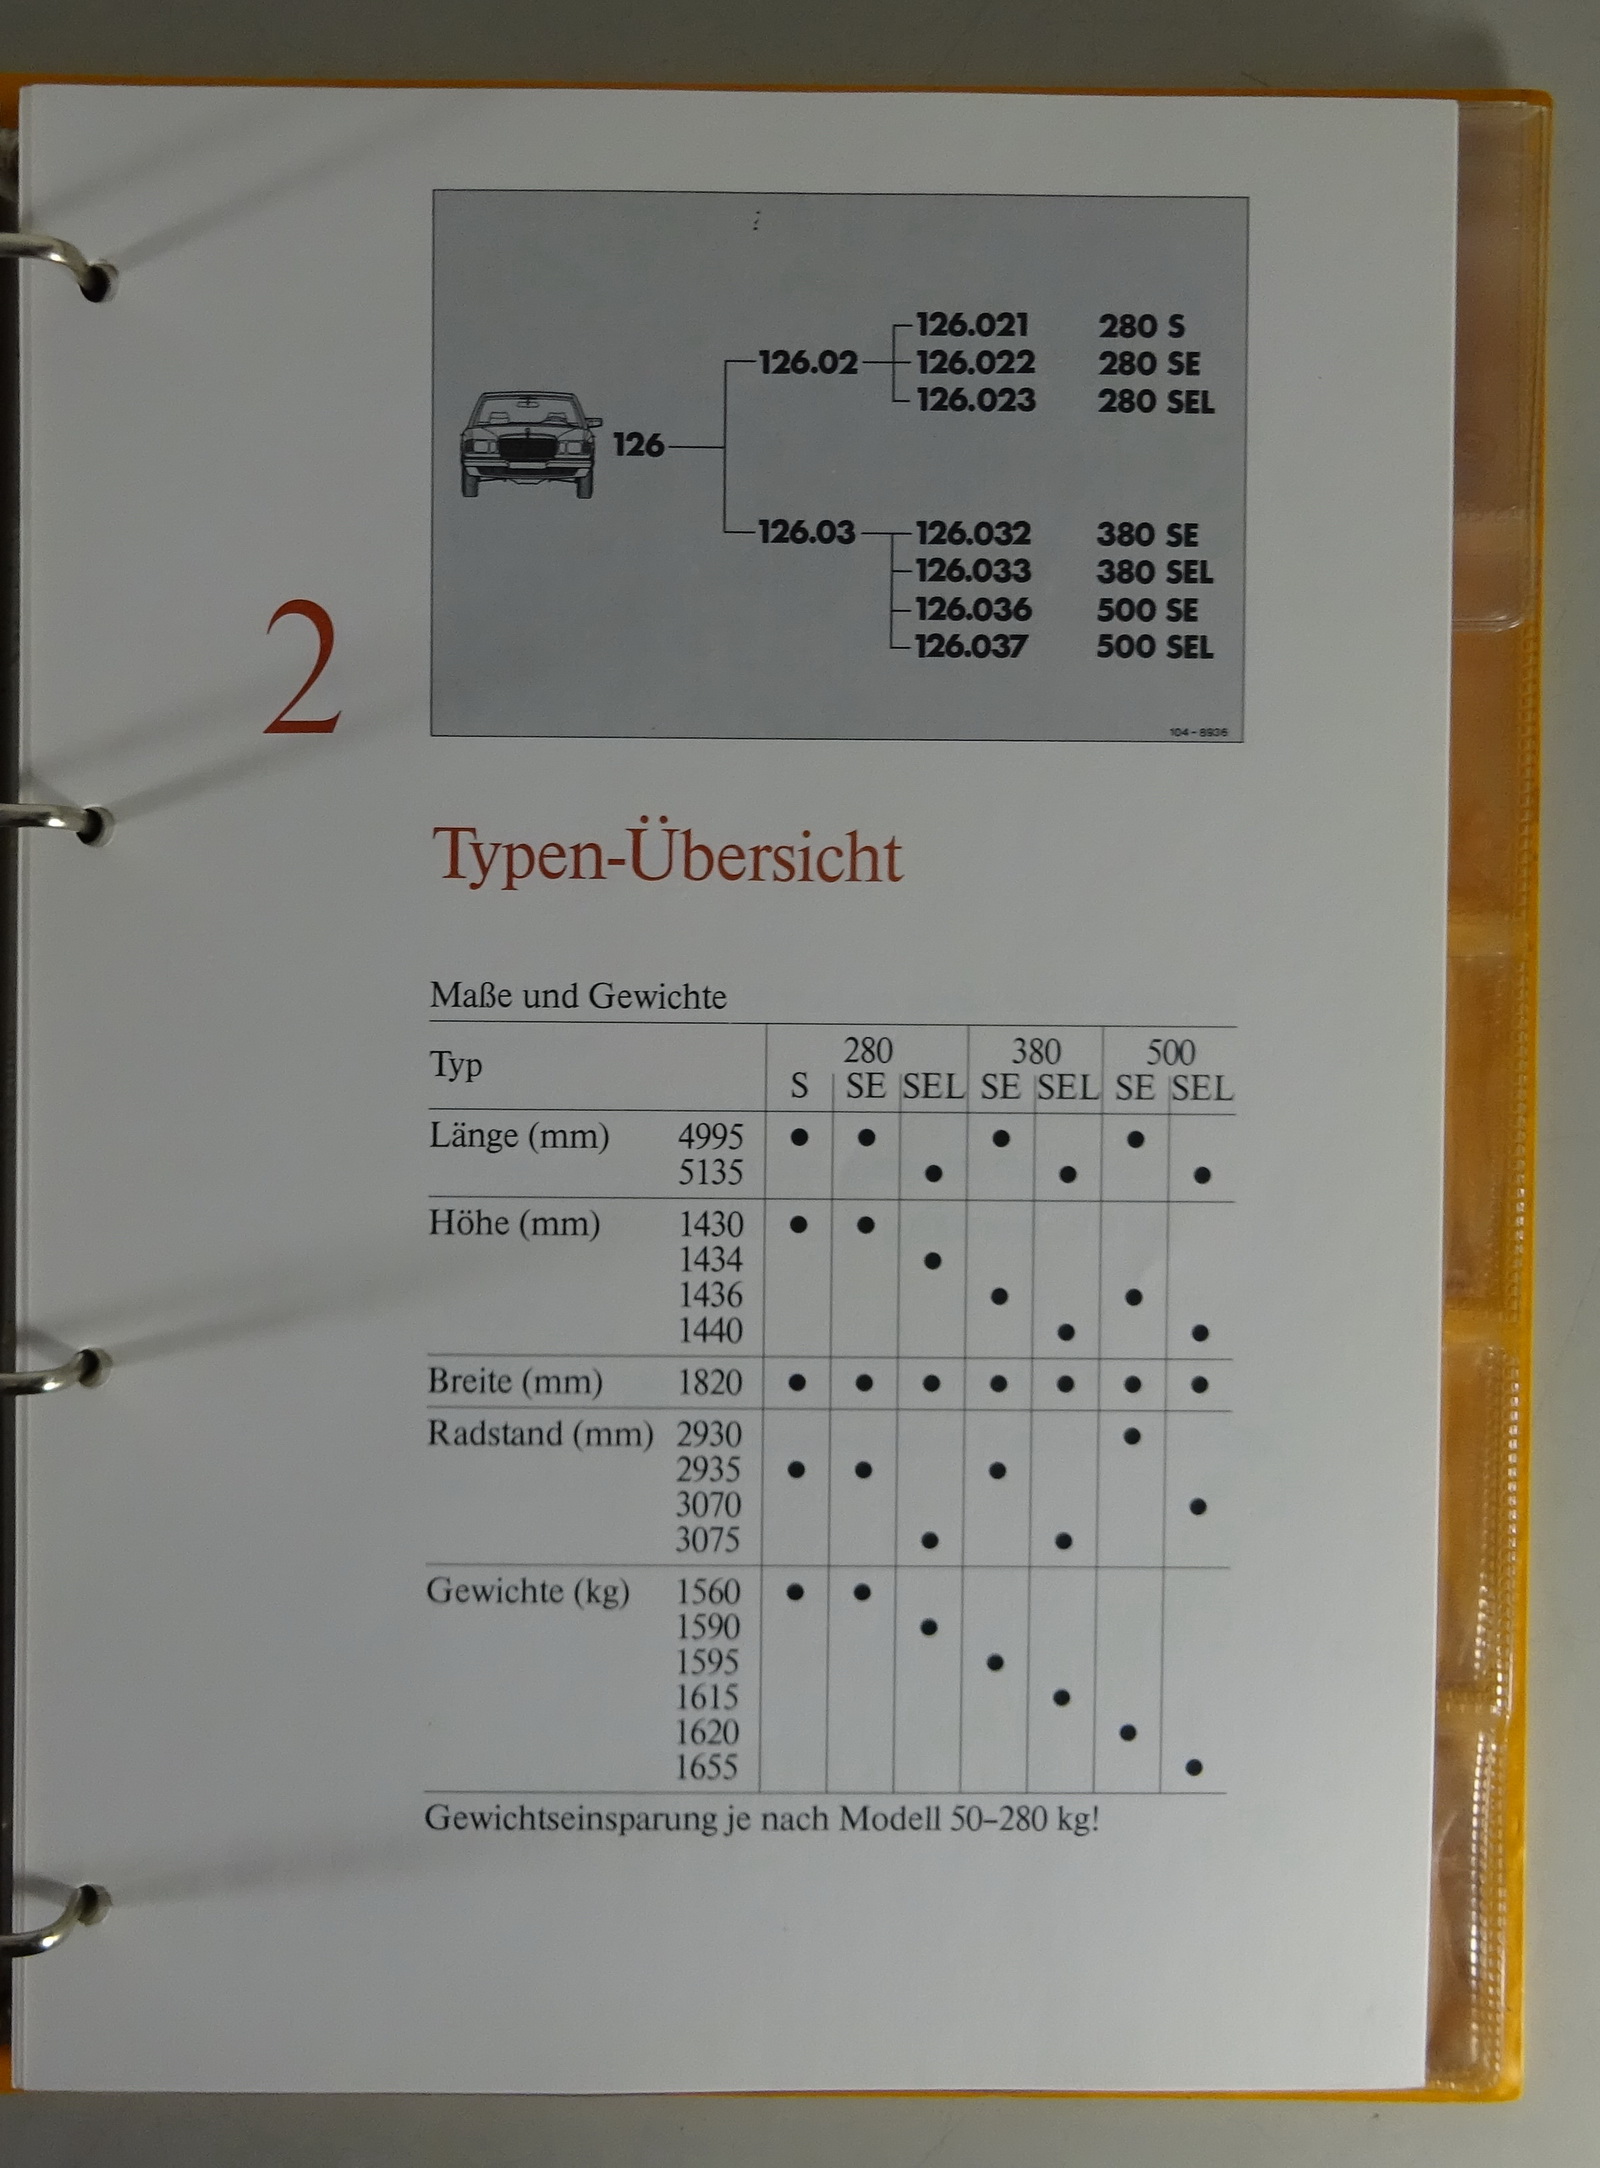 126.021 280 S
126.02 126.022 280 SE
126.023 280 SEL
126
126.03 126.032 380 SE
126.033 380 SEL
126.036 500 SE
126.037 500 SEL
104-8936
2
Typen-Übersicht
Maße und Gewichte
Typ 280 380 500
S SE SEL SE SEL SE SEL
Länge (mm) 4995 ● ● ● ●
5135 ● ● ●
Höhe (mm) 1430 ● ●
1434 ●
1436 ● ●
1440 ● ●
Breite (mm) 1820 ● ● ● ● ● ● ●
Radstand (mm) 2930 ●
2935 ● ● ●
3070 ●
3075 ● ●
Gewichte (kg) 1560 ● ●
1590 ●
1595 ●
1615 ●
1620 ●
1655 ●
Gewichtseinsparung je nach Modell 50–280 kg!